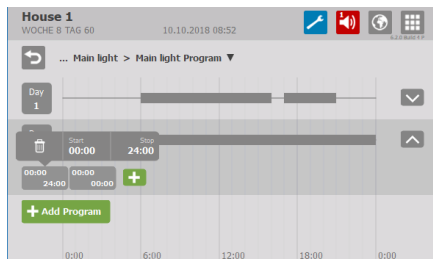 House 1
WOCHE 8 TAG 60 10.10.2018 08:52
1
... Main light > Main light Program ▼
Day
1
Start Stop
00:00 24:00
00:00 00:00
24:00 00:00
+ Add Program
0:00 6:00 12:00 18:00 0:00